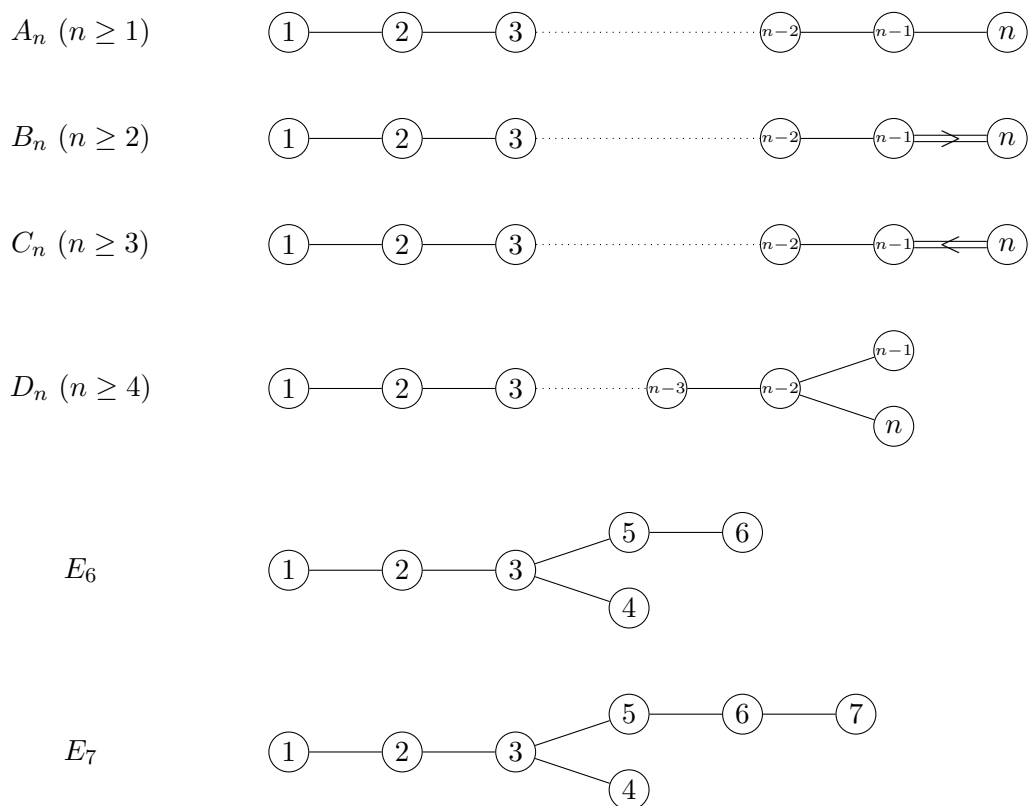 A_n (n ≥ 1) 1 2 3 n−2 n−1 n
B_n (n ≥ 2) 1 2 3 n−2 n−1 n
C_n (n ≥ 3) 1 2 3 n−2 n−1 n
n−1
D_n (n ≥ 4) 1 2 3 n−3 n−2
n
5 6
E_6 1 2 3
4
5 6 7
E_7 1 2 3
4